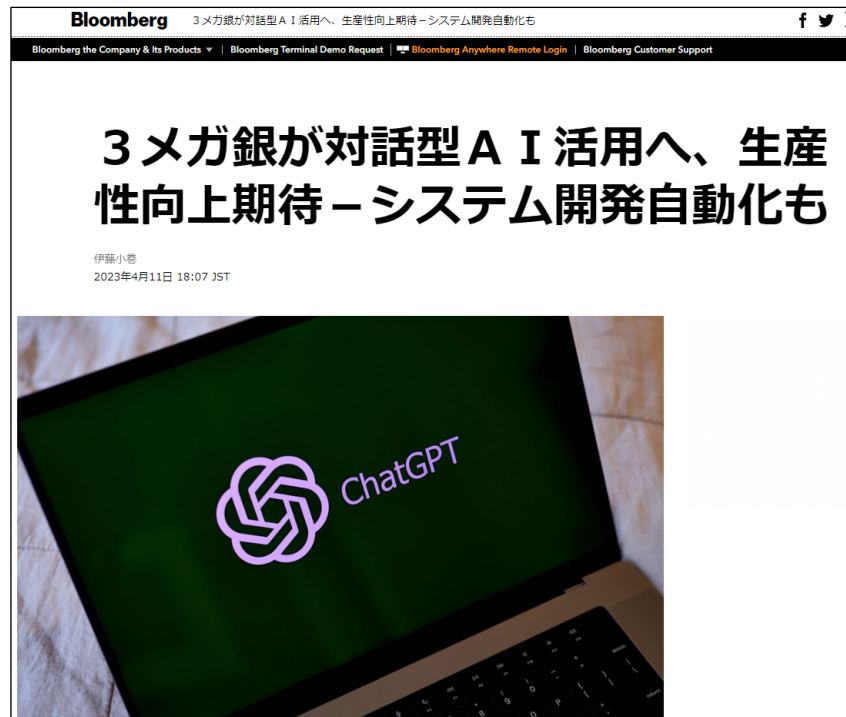 Bloomberg 3メガ銀が対話型AI活用へ、生産性向上期待－システム開発自動化も
Bloomberg the Company & Its Products ▼ | Bloomberg Terminal Demo Request | Bloomberg Anywhere Remote Login | Bloomberg Customer Support
３メガ銀が対話型ＡＩ活用へ、生産
性向上期待－システム開発自動化も
伊藤小巻
2023年4月11日 18:07 JST
ChatGPT
delete
return